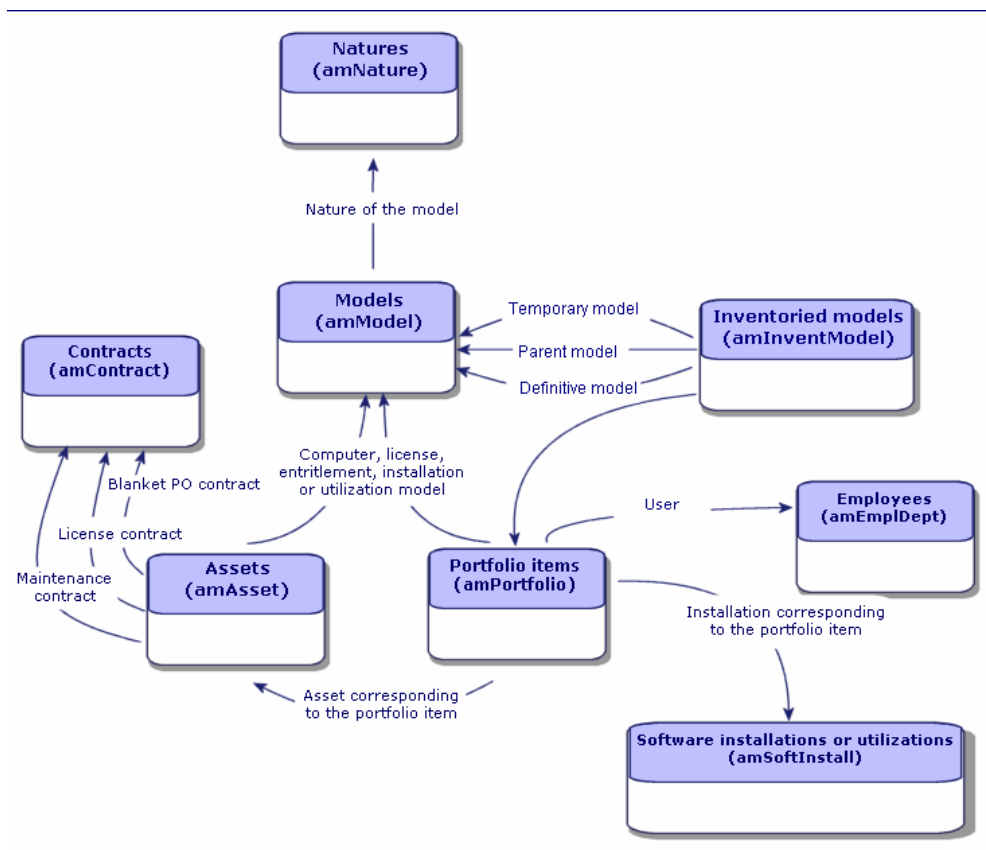 Natures
(amNature)
Nature of the model
Models
(amModel)
Temporary model
Parent model
Definitive model
Inventoried models
(amInventModel)
Contracts
(amContract)
Computer, license,
entritlement, installation
or utilization model
Blanket PO contract
License contract
Maintenance
contract
Assets
(amAsset)
Portfolio items
(amPortfolio)
User
Employees
(amEmplDept)
Installation corresponding
to the portfolio item
Asset corresponding
to the portfolio item
Software installations or utilizations
(amSoftInstall)